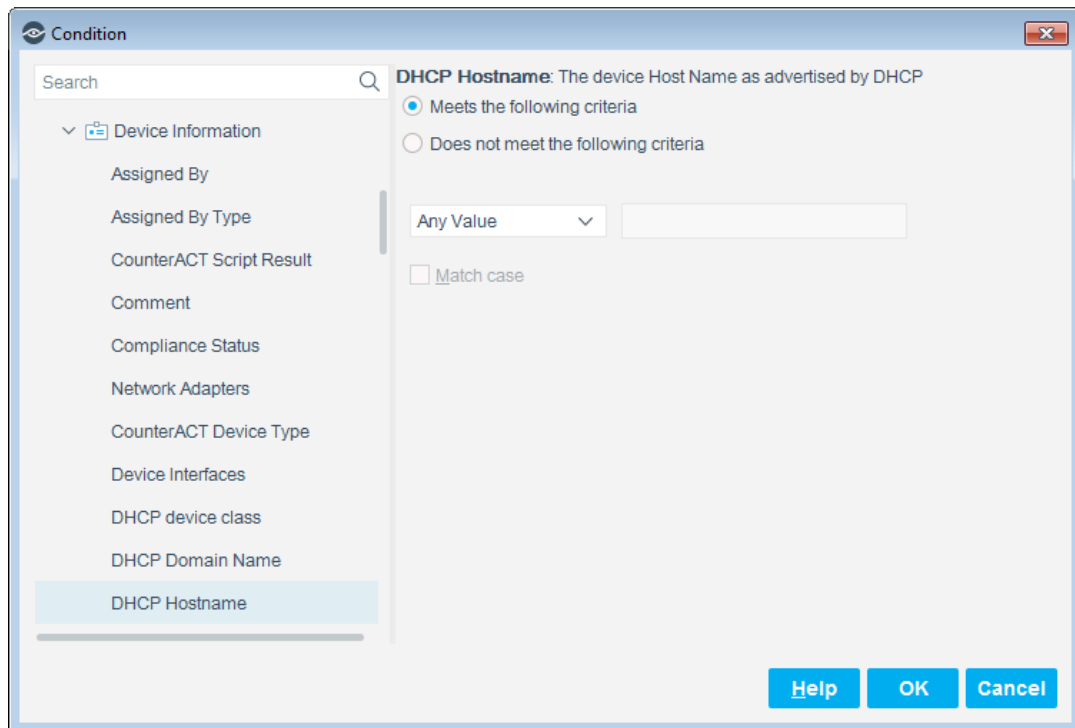 Condition
Search
Device Information
Assigned By
Assigned By Type
CounterACT Script Result
Comment
Compliance Status
Network Adapters
CounterACT Device Type
Device Interfaces
DHCP device class
DHCP Domain Name
DHCP Hostname
DHCP Hostname: The device Host Name as advertised by DHCP
Meets the following criteria
Does not meet the following criteria
Any Value
Match case
Help OK Cancel